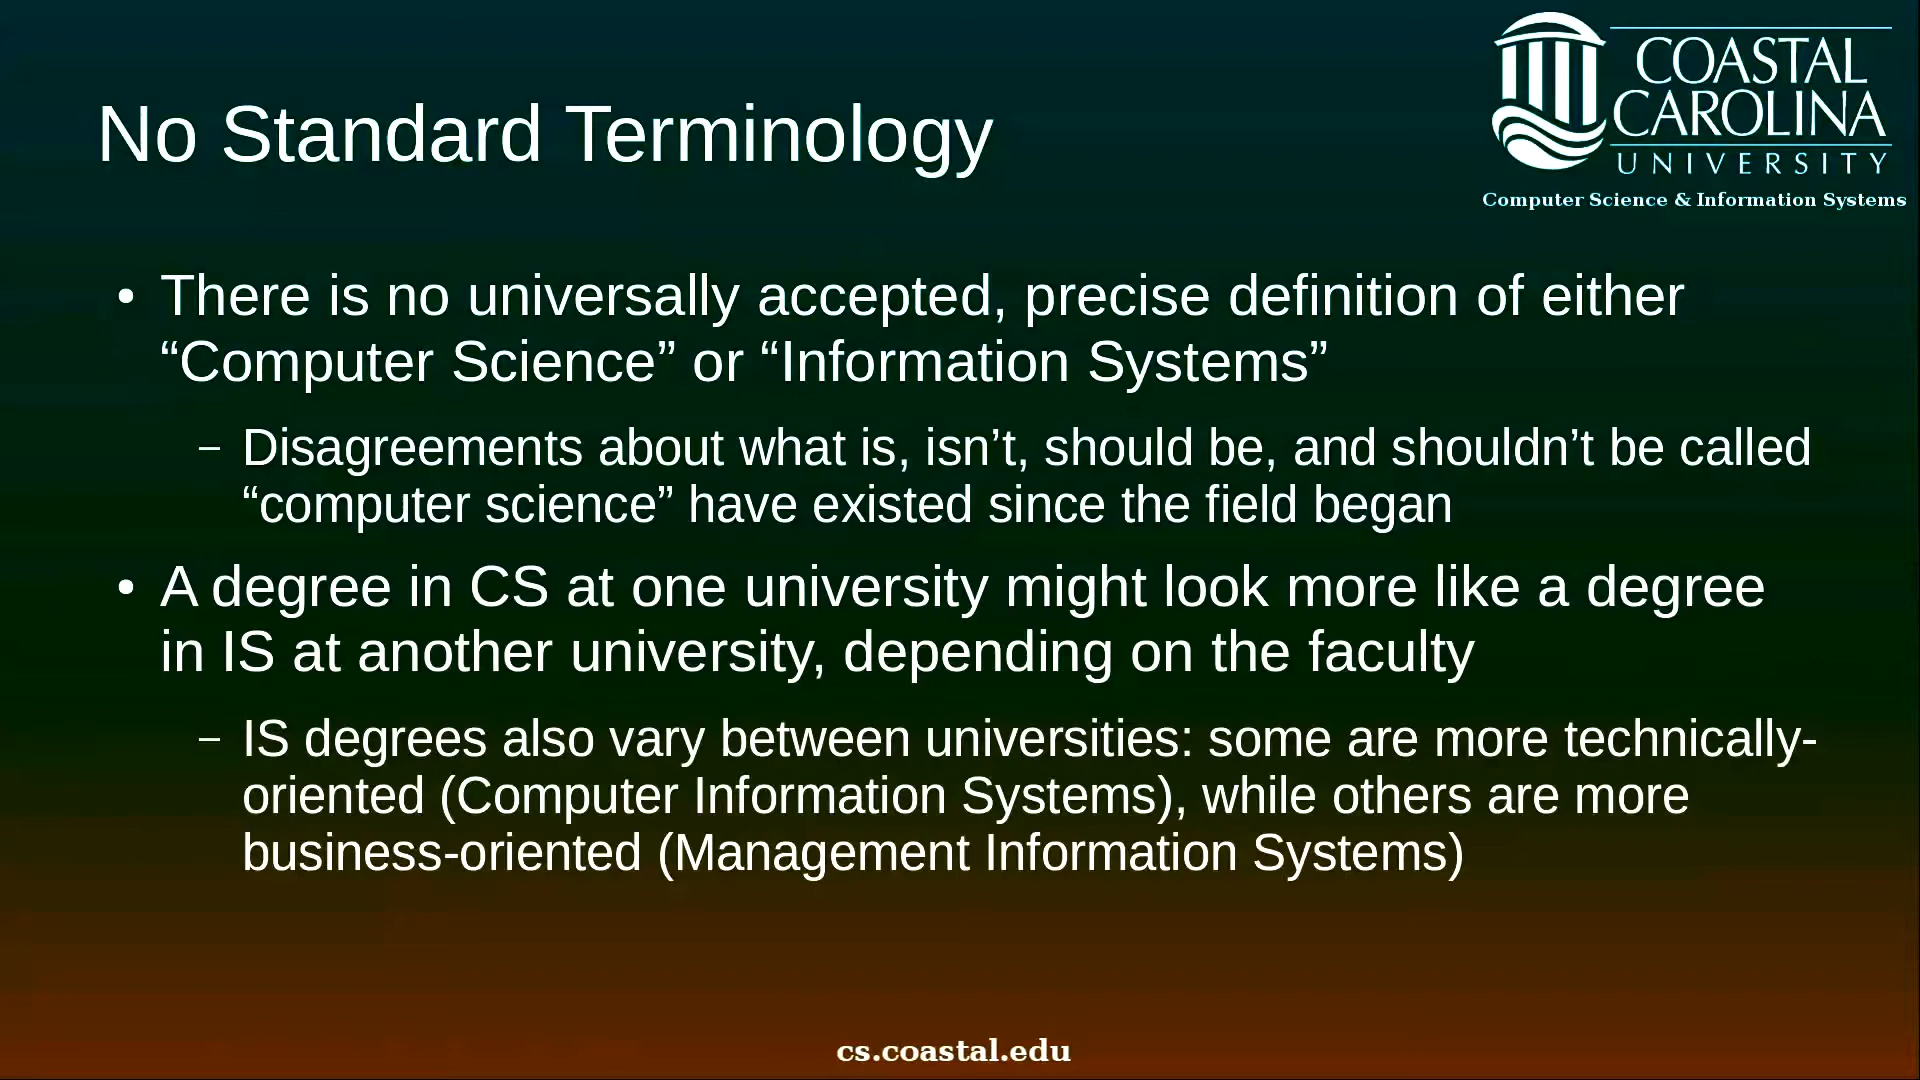 COASTAL
CAROLINA
UNIVERSITY
Computer Science & Information Systems
No Standard Terminology
• There is no universally accepted, precise definition of either
“Computer Science” or “Information Systems”
– Disagreements about what is, isn’t, should be, and shouldn’t be called
“computer science” have existed since the field began
• A degree in CS at one university might look more like a degree
in IS at another university, depending on the faculty
– IS degrees also vary between universities: some are more technically-
oriented (Computer Information Systems), while others are more
business-oriented (Management Information Systems)
cs.coastal.edu